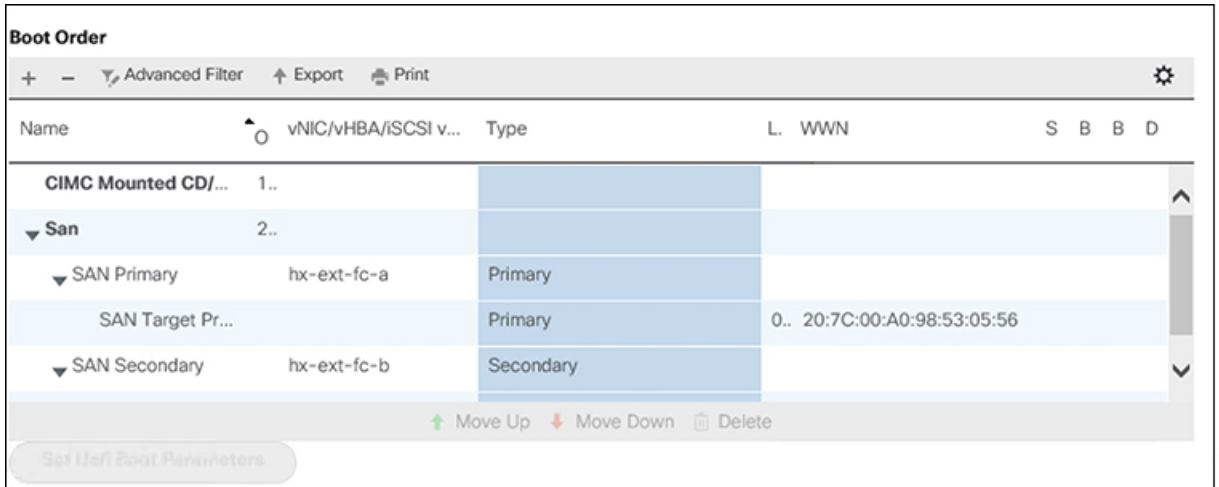 Boot Order
+ − Advanced Filter Export Print
Name O vNIC/vHBA/iSCSI v... Type L. WWN S B B D
CIMC Mounted CD/... 1..
San 2..
SAN Primary hx-ext-fc-a Primary
SAN Target Pr... Primary 0.. 20:7C:00:A0:98:53:05:56
SAN Secondary hx-ext-fc-b Secondary
Move Up Move Down Delete
Set Uefi Boot Parameters